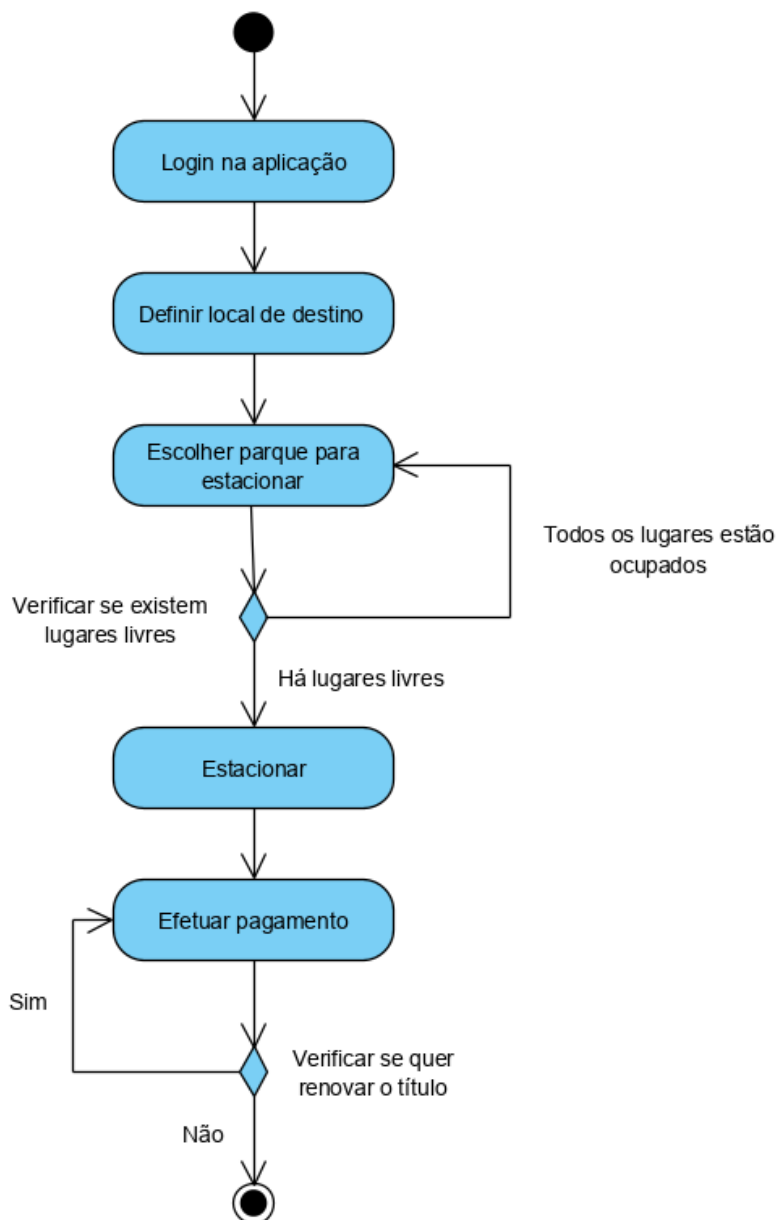 Login na aplicação
Definir local de destino
Escolher parque para
estacionar
Todos os lugares estão
ocupados
Verificar se existem
lugares livres
Há lugares livres
Estacionar
Efetuar pagamento
Sim
Verificar se quer
renovar o título
Não